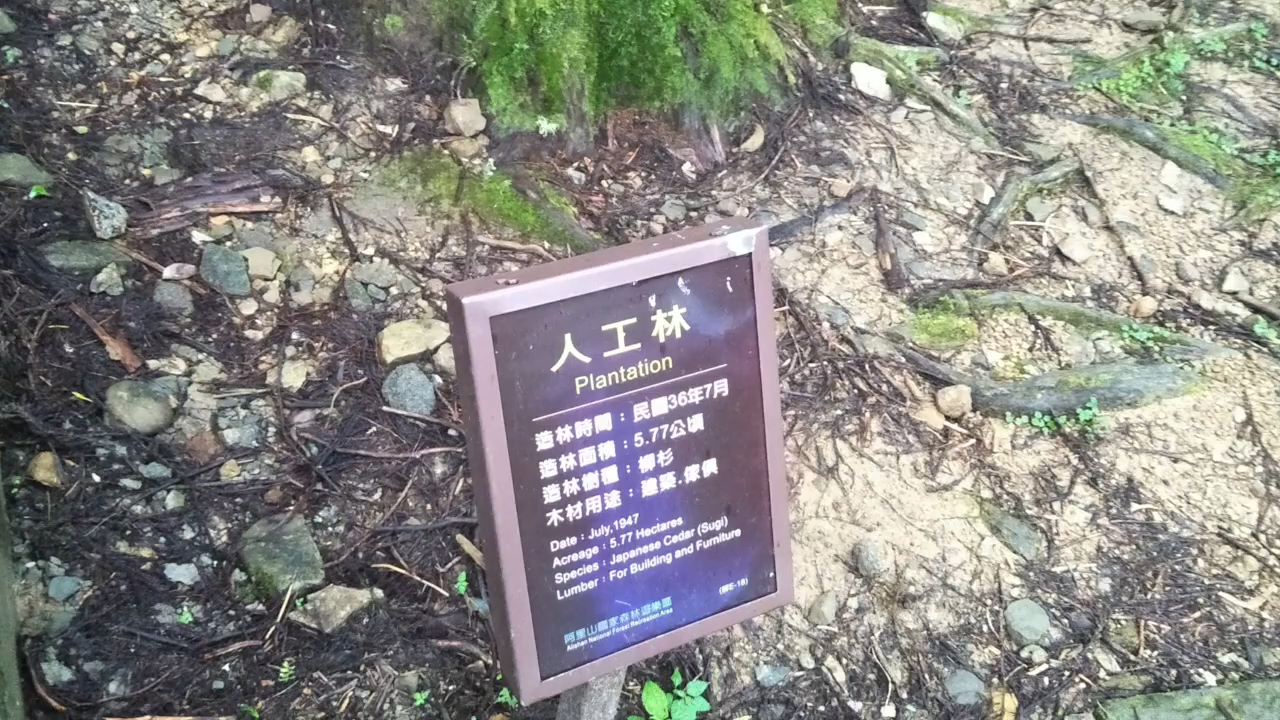 人工林
Plantation
造林時間：民國36年7月
造林面積：5.77公頃
造林樹種：柳杉
木材用途：建築.傢俱
Date : July,1947
Acreage : 5.77 Hectares
Species : Japanese Cedar (Sugi)
Lumber : For Building and Furniture
(解E-18)
阿里山國家森林遊樂區
Alishan National Forest Recreation Area